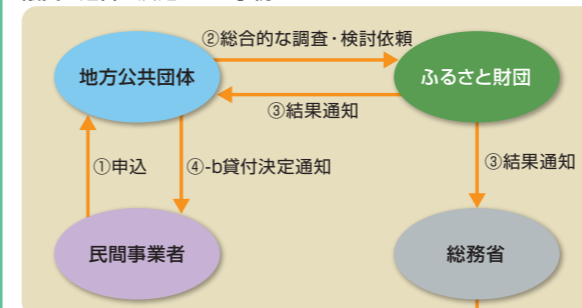 ②総合的な調査・検討依頼
地方公共団体
ふるさと財団
③結果通知
①申込
④-b貸付決定通知
③結果通知
民間事業者
総務省